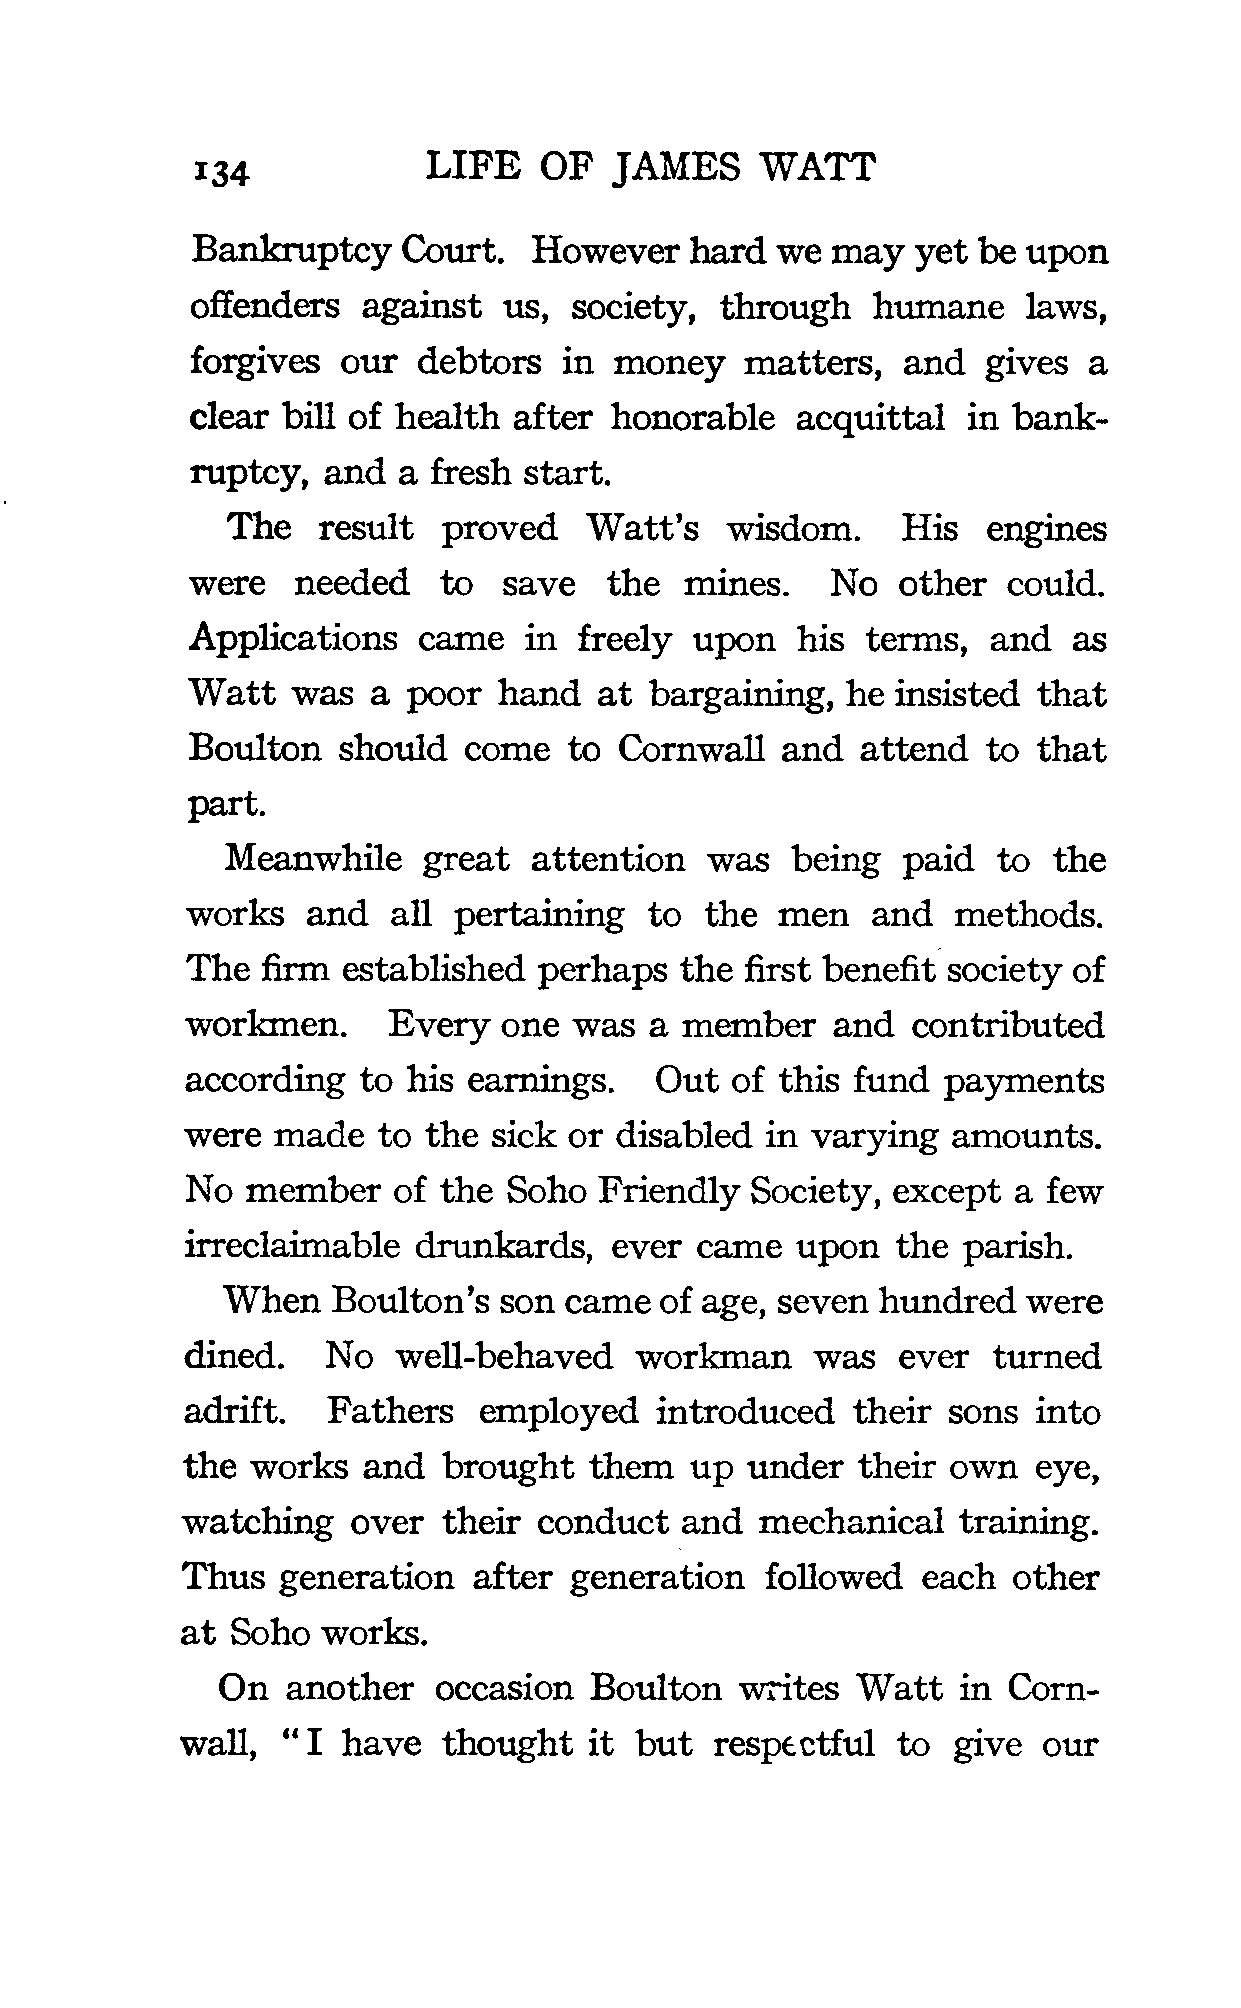 134 LIFE OF JAMES WATT
Bankruptcy Court. However hard we may yet be upon
offenders against us, society, through humane laws,
forgives our debtors in money matters, and gives a
clear bill of health after honorable acquittal in bank-
ruptcy, and a fresh start.
The result proved Watt's wisdom. His engines
were needed to save the mines. No other could.
Applications came in freely upon his terms, and as
Watt was a poor hand at bargaining, he insisted that
Boulton should come to Cornwall and attend to that
part.
Meanwhile great attention was being paid to the
works and all pertaining to the men and methods.
The firm established perhaps the first benefit society of
workmen. Every one was a member and contributed
according to his earnings. Out of this fund payments
were made to the sick or disabled in varying amounts.
No member of the Soho Friendly Society, except a few
irreclaimable drunkards, ever came upon the parish.
When Boulton's son came of age, seven hundred were
dined. No well-behaved workman was ever turned
adrift. Fathers employed introduced their sons into
the works and brought them up under their own eye,
watching over their conduct and mechanical training.
Thus generation after generation followed each other
at Soho works.
On another occasion Boulton writes Watt in Corn-
wall, "I have thought it but respectful to give our